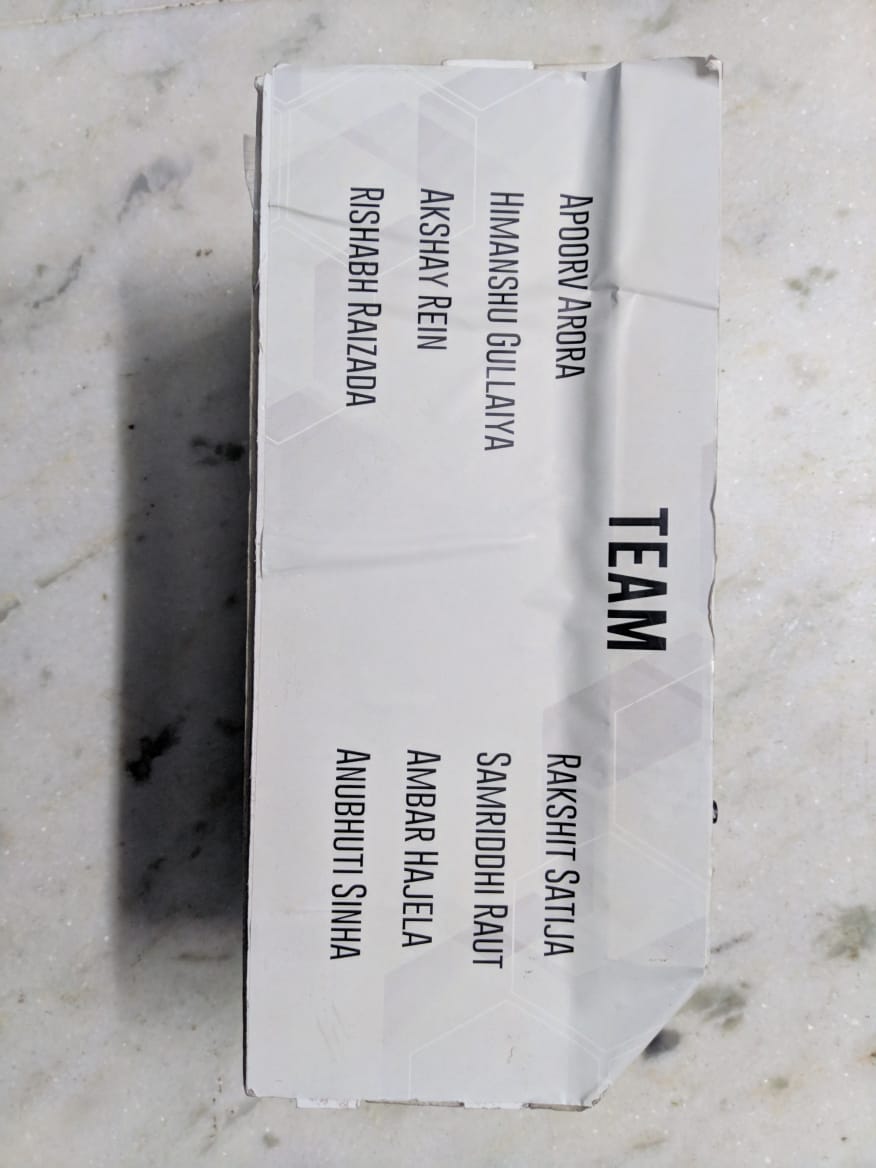 TEAM
APOORV ARORA
HIMANSHU GULLAIYA
AKSHAY REIN
RISHABH RAIZADA
RAKSHIT SATIJA
SAMRIDDHI RAUT
AMBAR HAJELA
ANUBHUTI SINHA